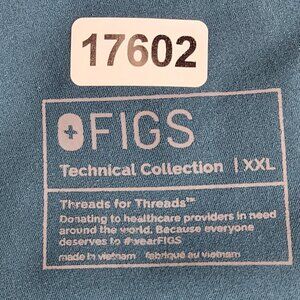 17602
FIGS
Technical Collection | XXL
Threads for Threads™
Donating to healthcare providers in need
around the world. Because everyone
deserves to #wearFIGS
made in vietnam fabriqué au vietnam